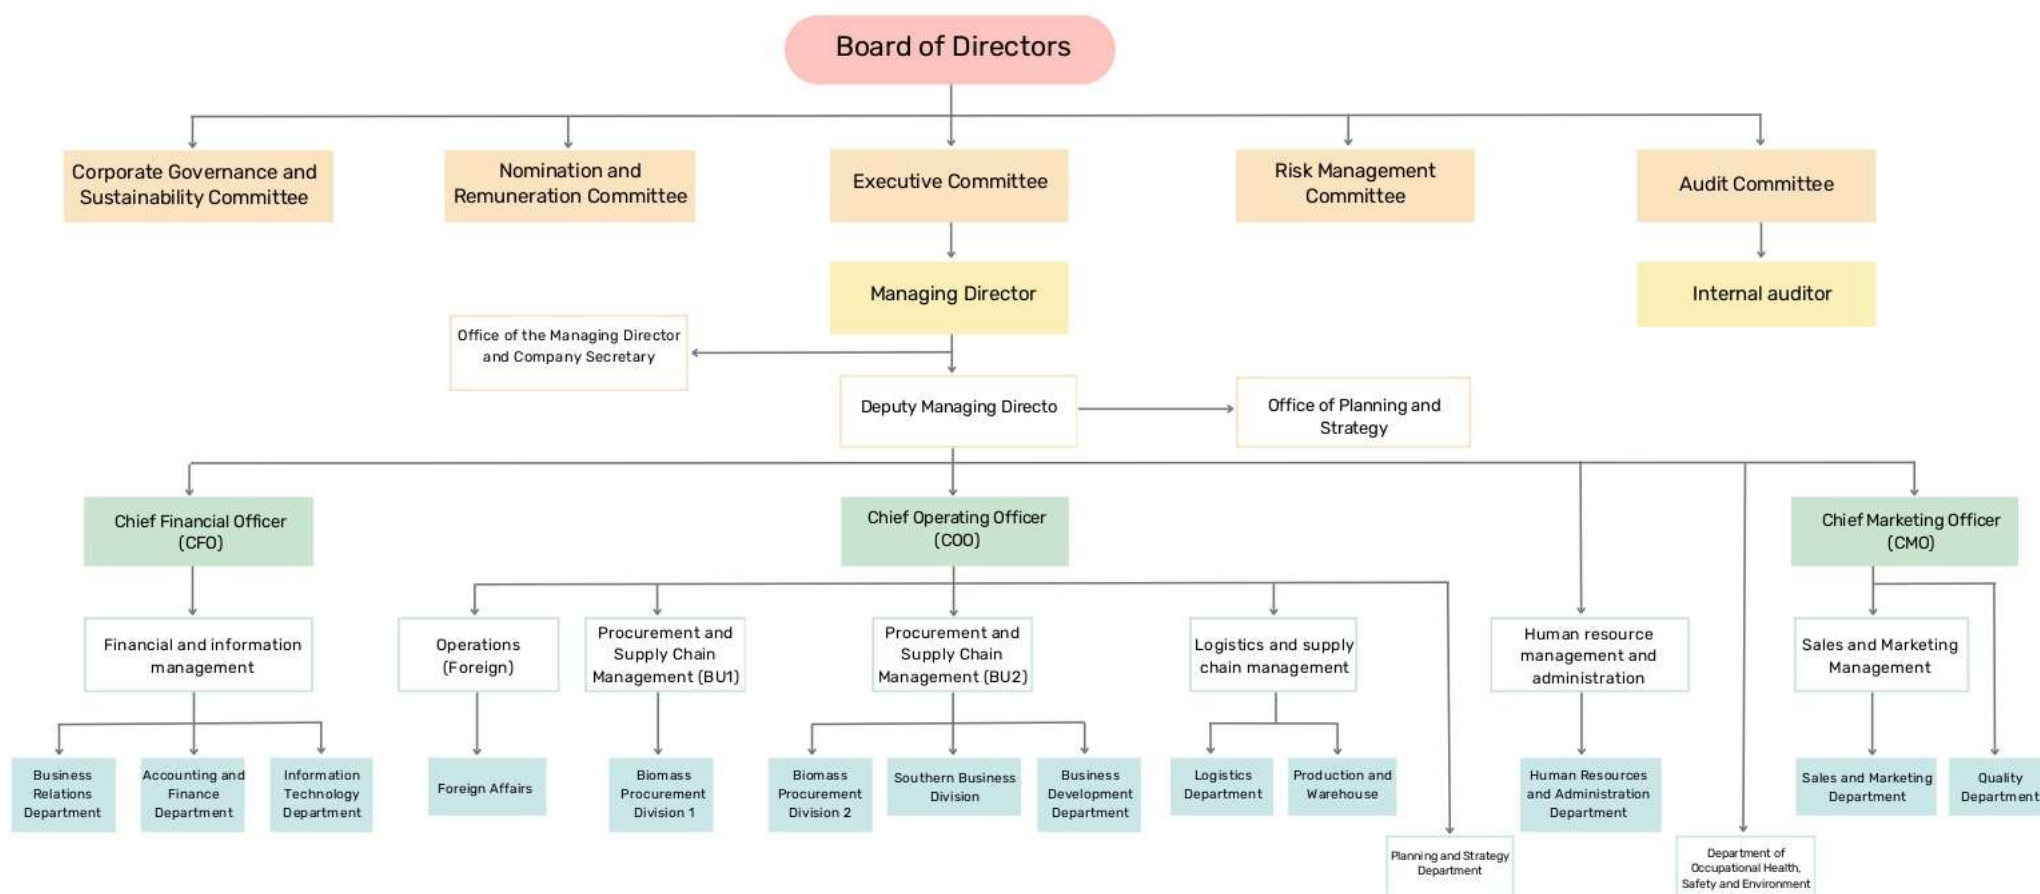 Board of Directors
Corporate Governance and
Sustainability Committee
Nomination and
Remuneration Committee
Executive Committee
Risk Management
Committee
Audit Committee
Managing Director
Internal auditor
Office of the Managing Director
and Company Secretary
Deputy Managing Directo
Office of Planning and
Strategy
Chief Financial Officer
(CFO)
Chief Operating Officer
(COO)
Chief Marketing Officer
(CMO)
Financial and information
management
Operations
(Foreign)
Procurement and
Supply Chain
Management (BU1)
Procurement and
Supply Chain
Management (BU2)
Logistics and supply
chain management
Human resource
management and
administration
Sales and Marketing
Management
Business
Relations
Department
Accounting and
Finance
Department
Information
Technology
Department
Foreign Affairs
Biomass
Procurement
Division 1
Biomass
Procurement
Division 2
Southern Business
Division
Business
Development
Department
Logistics
Department
Production and
Warehouse
Human Resources
and Administration
Department
Sales and Marketing
Department
Quality
Department
Planning and Strategy
Department
Department of
Occupational Health,
Safety and Environment